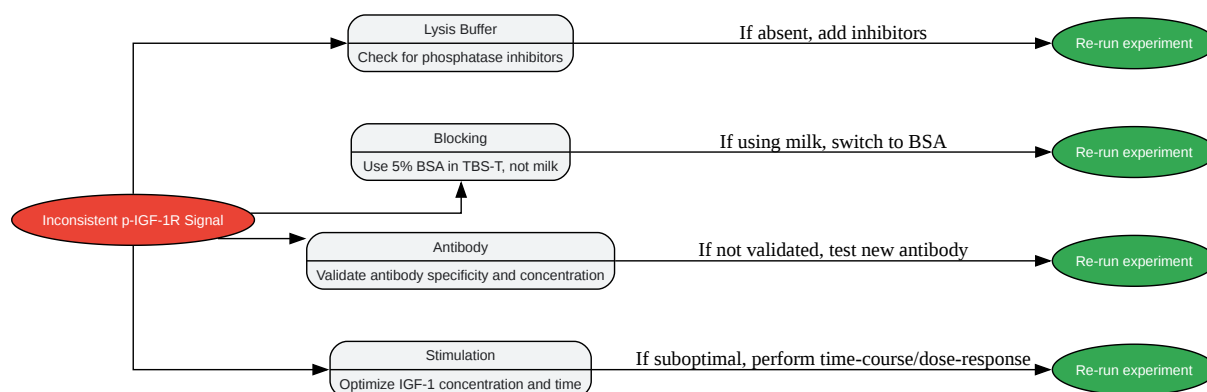 Lysis Buffer
Check for phosphatase inhibitors
If absent, add inhibitors
Re-run experiment
Blocking
Use 5% BSA in TBS-T, not milk
If using milk, switch to BSA
Re-run experiment
Inconsistent p-IGF-1R Signal
Antibody
Validate antibody specificity and concentration
If not validated, test new antibody
Re-run experiment
Stimulation
Optimize IGF-1 concentration and time
If suboptimal, perform time-course/dose-response
Re-run experiment